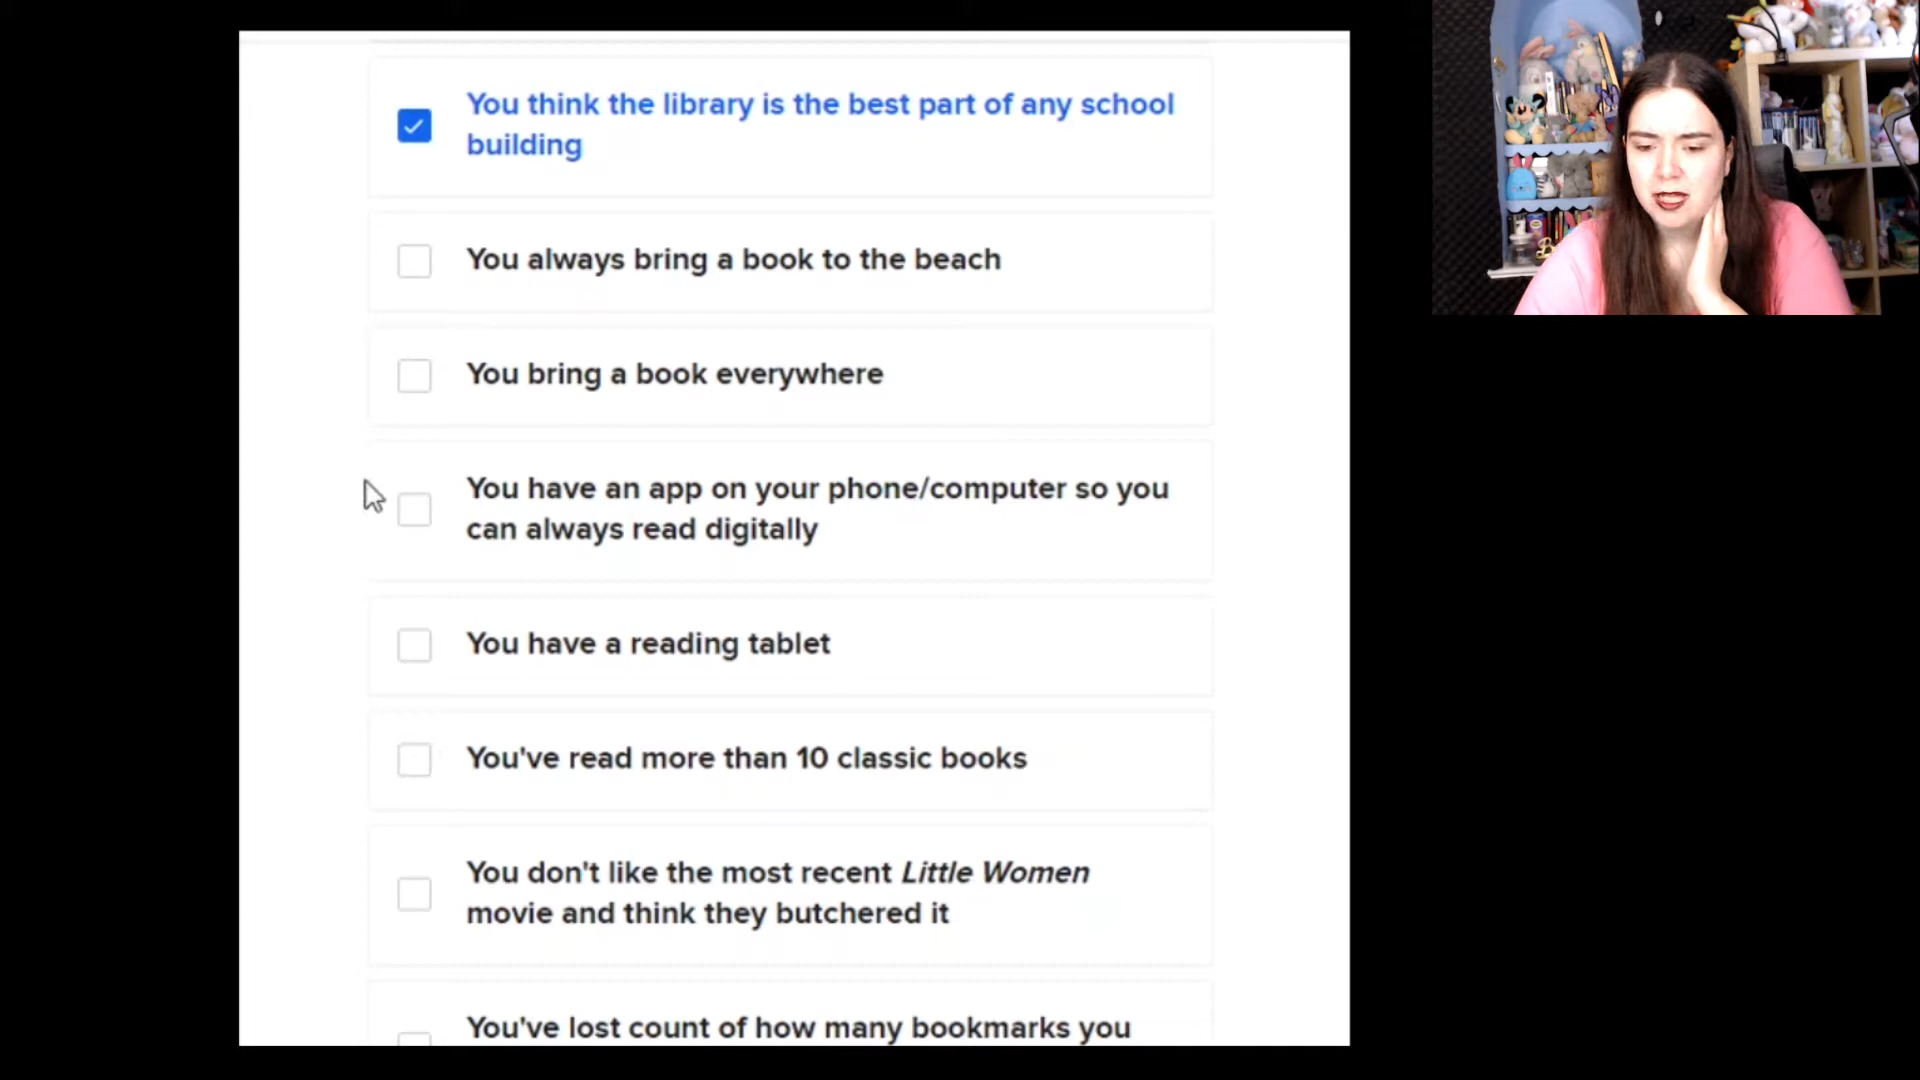 You think the library is the best part of any school
building
You always bring a book to the beach
You bring a book everywhere
You have an app on your phone/computer so you
can always read digitally
You have a reading tablet
You've read more than 10 classic books
You don't like the most recent Little Women
movie and think they butchered it
You've lost count of how many bookmarks you